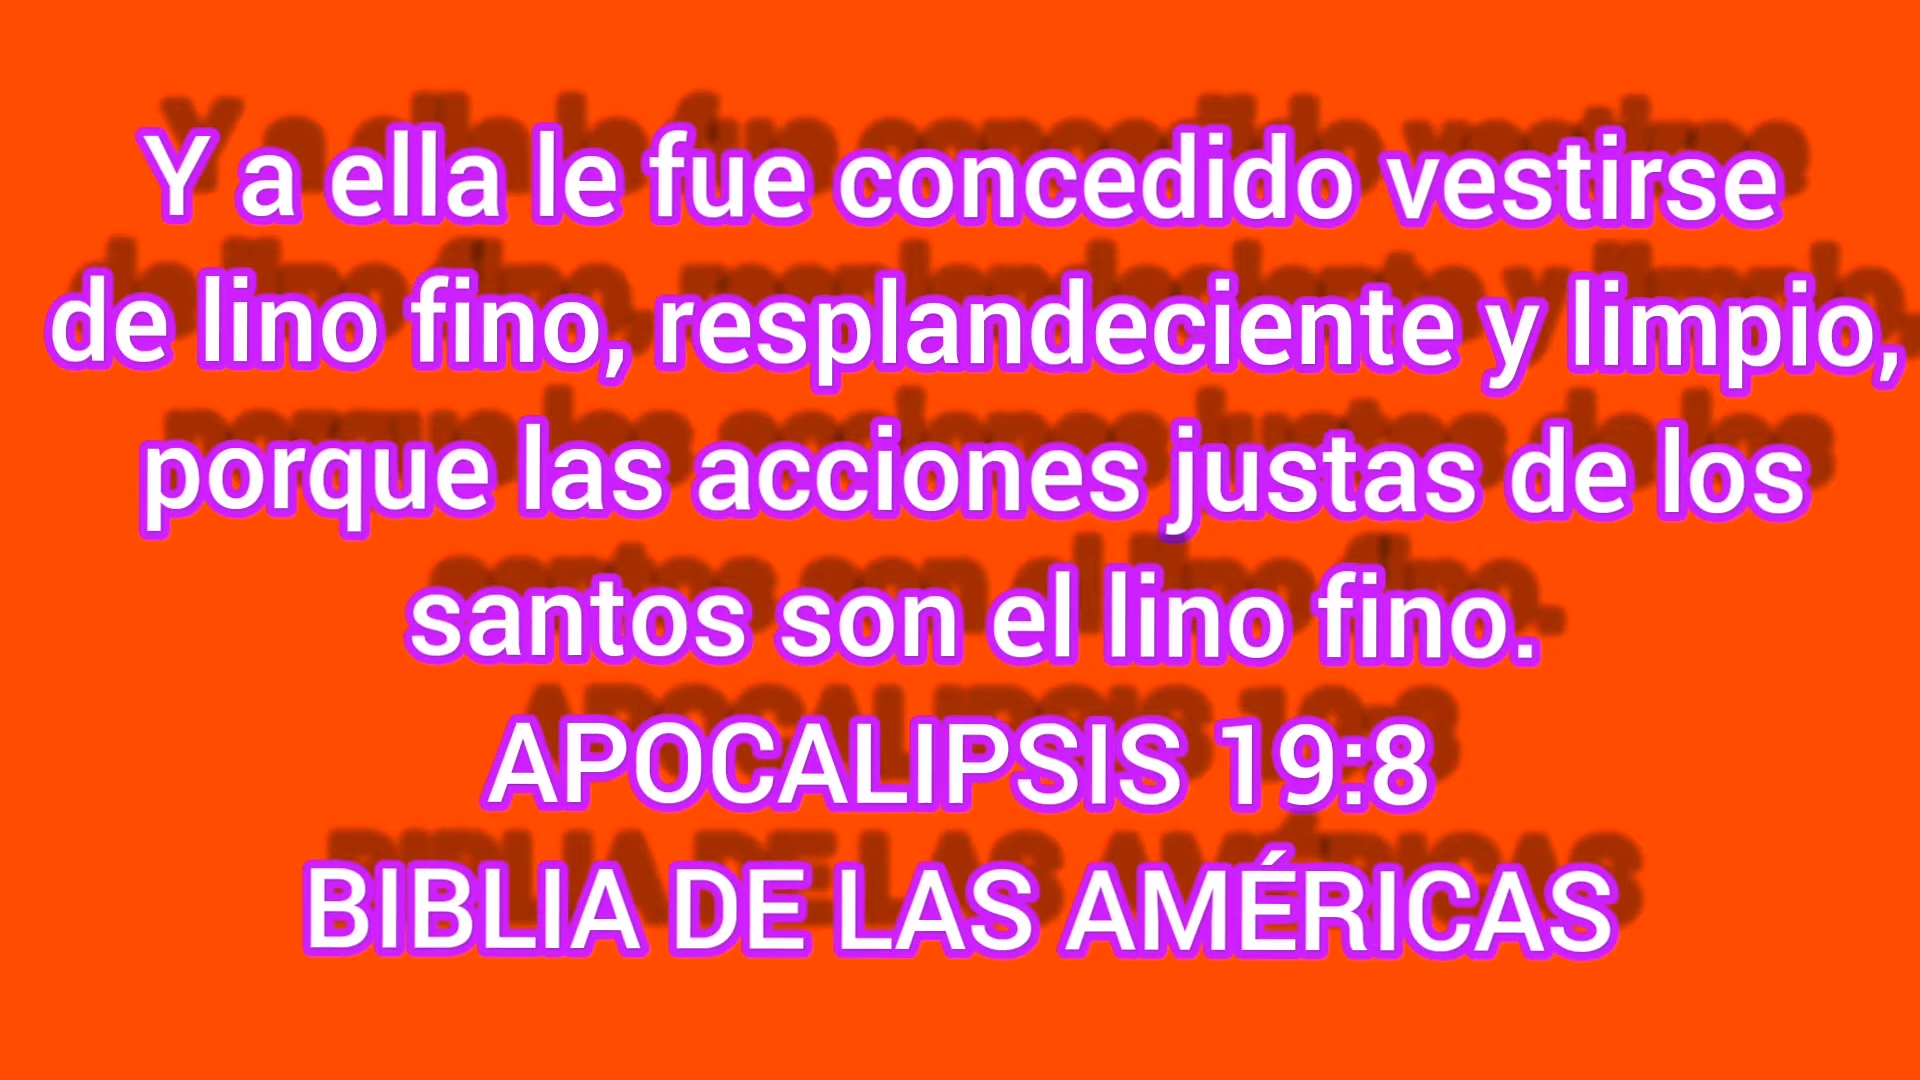 Y a ella le fue concedido vestirse
de lino fino, resplandeciente y limpio,
porque las acciones justas de los
santos son el lino fino.
APOCALIPSIS 19:8
BIBLIA DE LAS AMÉRICAS